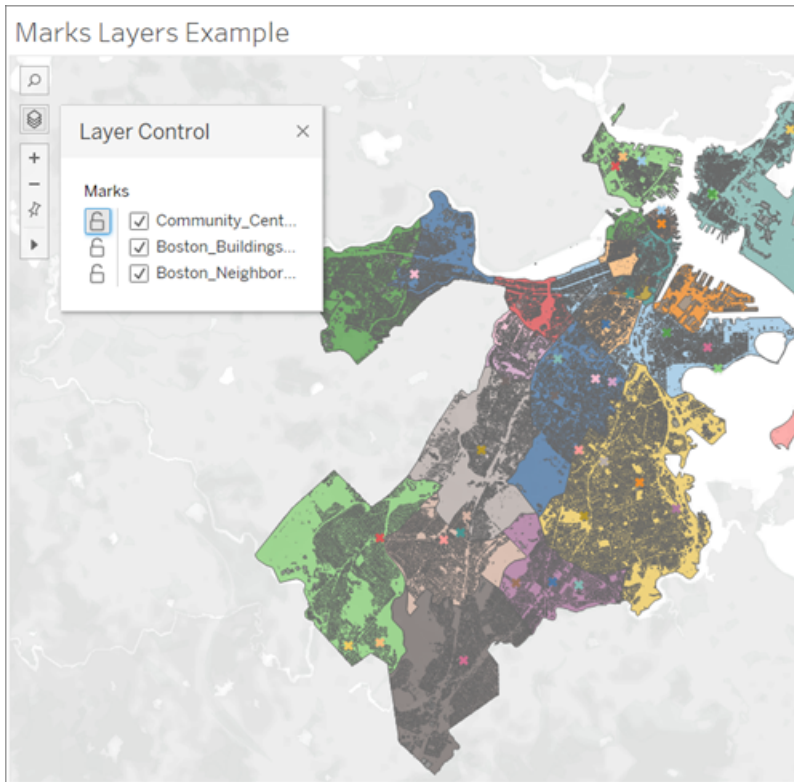 Marks Layers Example
Layer Control
Marks
Community_Cent...
Boston_Buildings...
Boston_Neighbor...